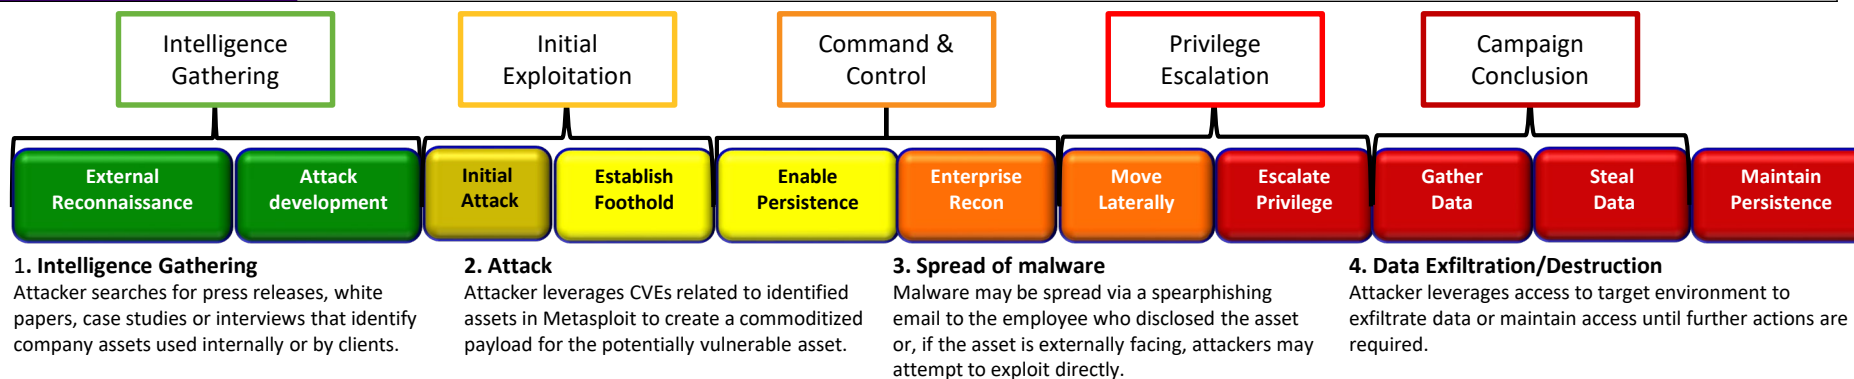 Intelligence
Gathering
Initial
Exploitation
Command &
Control
Privilege
Escalation
Campaign
Conclusion
External
Reconnaissance
Attack
development
Initial
Attack
Establish
Foothold
Enable
Persistence
Enterprise
Recon
Move
Laterally
Escalate
Privilege
Gather
Data
Steal
Data
Maintain
Persistence
1. Intelligence Gathering
Attacker searches for press releases, white
papers, case studies or interviews that identify
company assets used internally or by clients.
2. Attack
Attacker leverages CVEs related to identified
assets in Metasploit to create a commoditized
payload for the potentially vulnerable asset.
3. Spread of malware
Malware may be spread via a spearphishing
email to the employee who disclosed the asset
or, if the asset is externally facing, attackers may
attempt to exploit directly.
4. Data Exfiltration/Destruction
Attacker leverages access to target environment to
exfiltrate data or maintain access until further actions are
required.